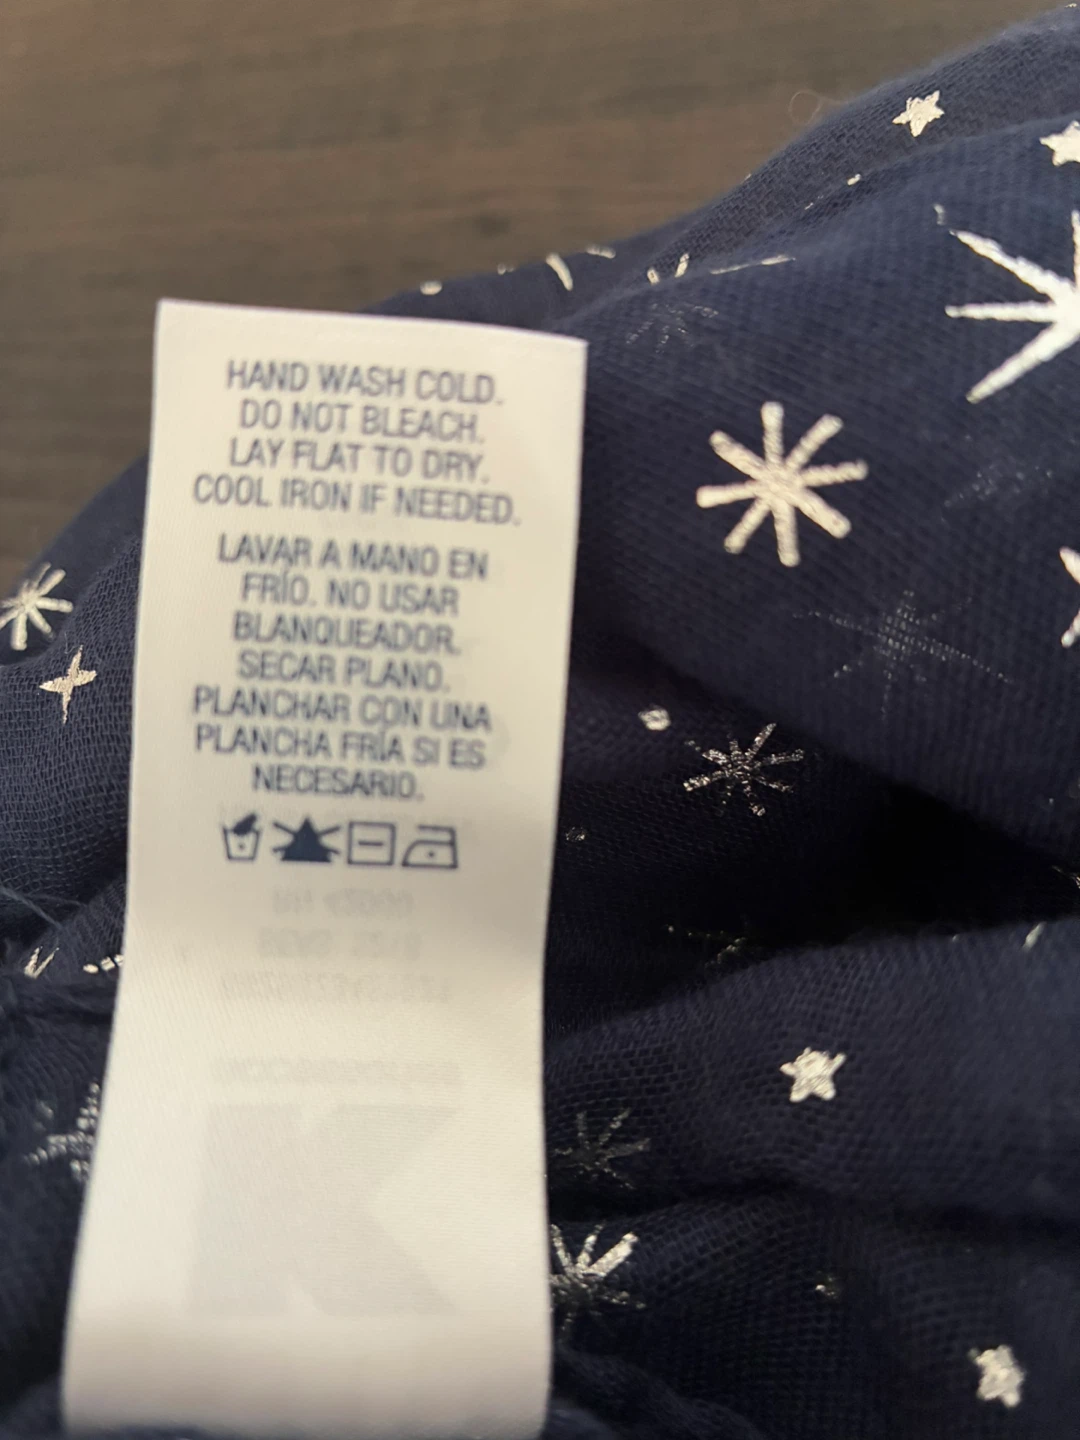 HAND WASH COLD.
DO NOT BLEACH.
LAY FLAT TO DRY.
COOL IRON IF NEEDED.
LAVAR A MANO EN
FRÍO. NO USAR
BLANQUEADOR.
SECAR PLANO.
PLANCHAR CON UNA
PLANCHA FRÍA SI ES
NECESARIO.